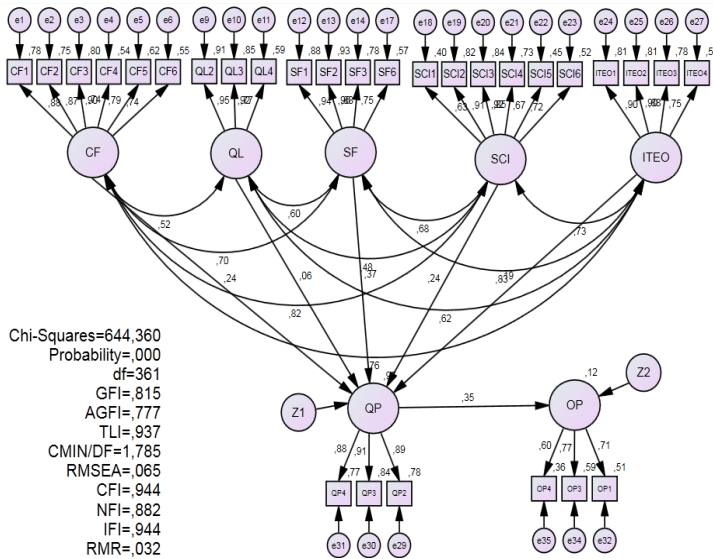 e1 e2 e3 e4 e5 e6 e9 e10 e11 e12 e13 e14 e17 e18 e19 e20 e21 e22 e23 e24 e25 e26 e27
,78 ,75 ,80 ,54 ,62 ,55 ,91 ,85 ,59 ,88 ,93 ,78 ,57 ,40 ,82 ,84 ,73 ,45 ,52 ,81 ,81 ,78
CF1 CF2 CF3 CF4 CF5 CF6 QL2 QL3 QL4 SF1 SF2 SF3 SF6 SCI1 SCI2 SCI3 SCI4 SCI5 SCI6 ITEO1 ITEO2 ITEO3 ITEO4
,88 ,87 ,79 ,74 ,95 ,94 ,75 ,63 ,91 ,67 ,72 ,90 ,75
CF QL SF SCI ITEO
,52 ,60 ,68 ,73
,70 ,48 ,37 ,83
,24 ,06 ,24
,82 ,62
Chi-Squares=644,360
Probability=,000
df=361
GFI=,815
AGFI=,777
TLI=,937
CMIN/DF=1,785
RMSEA=,065
CFI=,944
NFI=,882
IFI=,944
RMR=,032
,76 ,12
Z1 QP ,35 OP Z2
,88 ,91 ,89 ,60 ,77 ,71
,77 ,84 ,78 ,36 ,59 ,51
QP4 QP3 QP2 OP4 OP3 OP1
e31 e30 e29 e35 e34 e32